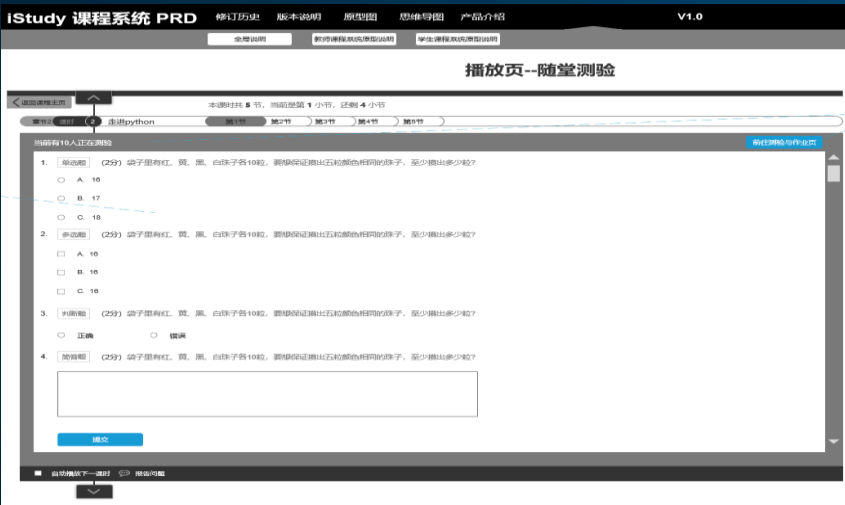 iStudy 课程系统 PRD 修订历史 版本说明 原型图 思维导图 产品介绍 V1.0
全局说明 教师课程系统原型说明 学生课程系统原型说明
播放页--随堂测验
返回课程主页 本课时共 5 节，当前是第 1 小节，还剩 4 小节
章节2 课时 2 走进python 第1节 第2节 第3节 第4节 第5节
当前有10人正在测验 前往测验与作业页
1. 单选题 (2分) 袋子里有红、黄、黑、白珠子各10粒，要想保证摸出五粒颜色相同的珠子，至少摸出多少粒?
A. 16
B. 17
C. 18
2. 多选题 (2分) 袋子里有红、黄、黑、白珠子各10粒，要想保证摸出五粒颜色相同的珠子，至少摸出多少粒?
A. 16
B. 16
C. 16
3. 判断题 (2分) 袋子里有红、黄、黑、白珠子各10粒，要想保证摸出五粒颜色相同的珠子，至少摸出多少粒?
正确 错误
4. 简答题 (2分) 袋子里有红、黄、黑、白珠子各10粒，要想保证摸出五粒颜色相同的珠子，至少摸出多少粒?
提交
自动播放下一课时 报告问题